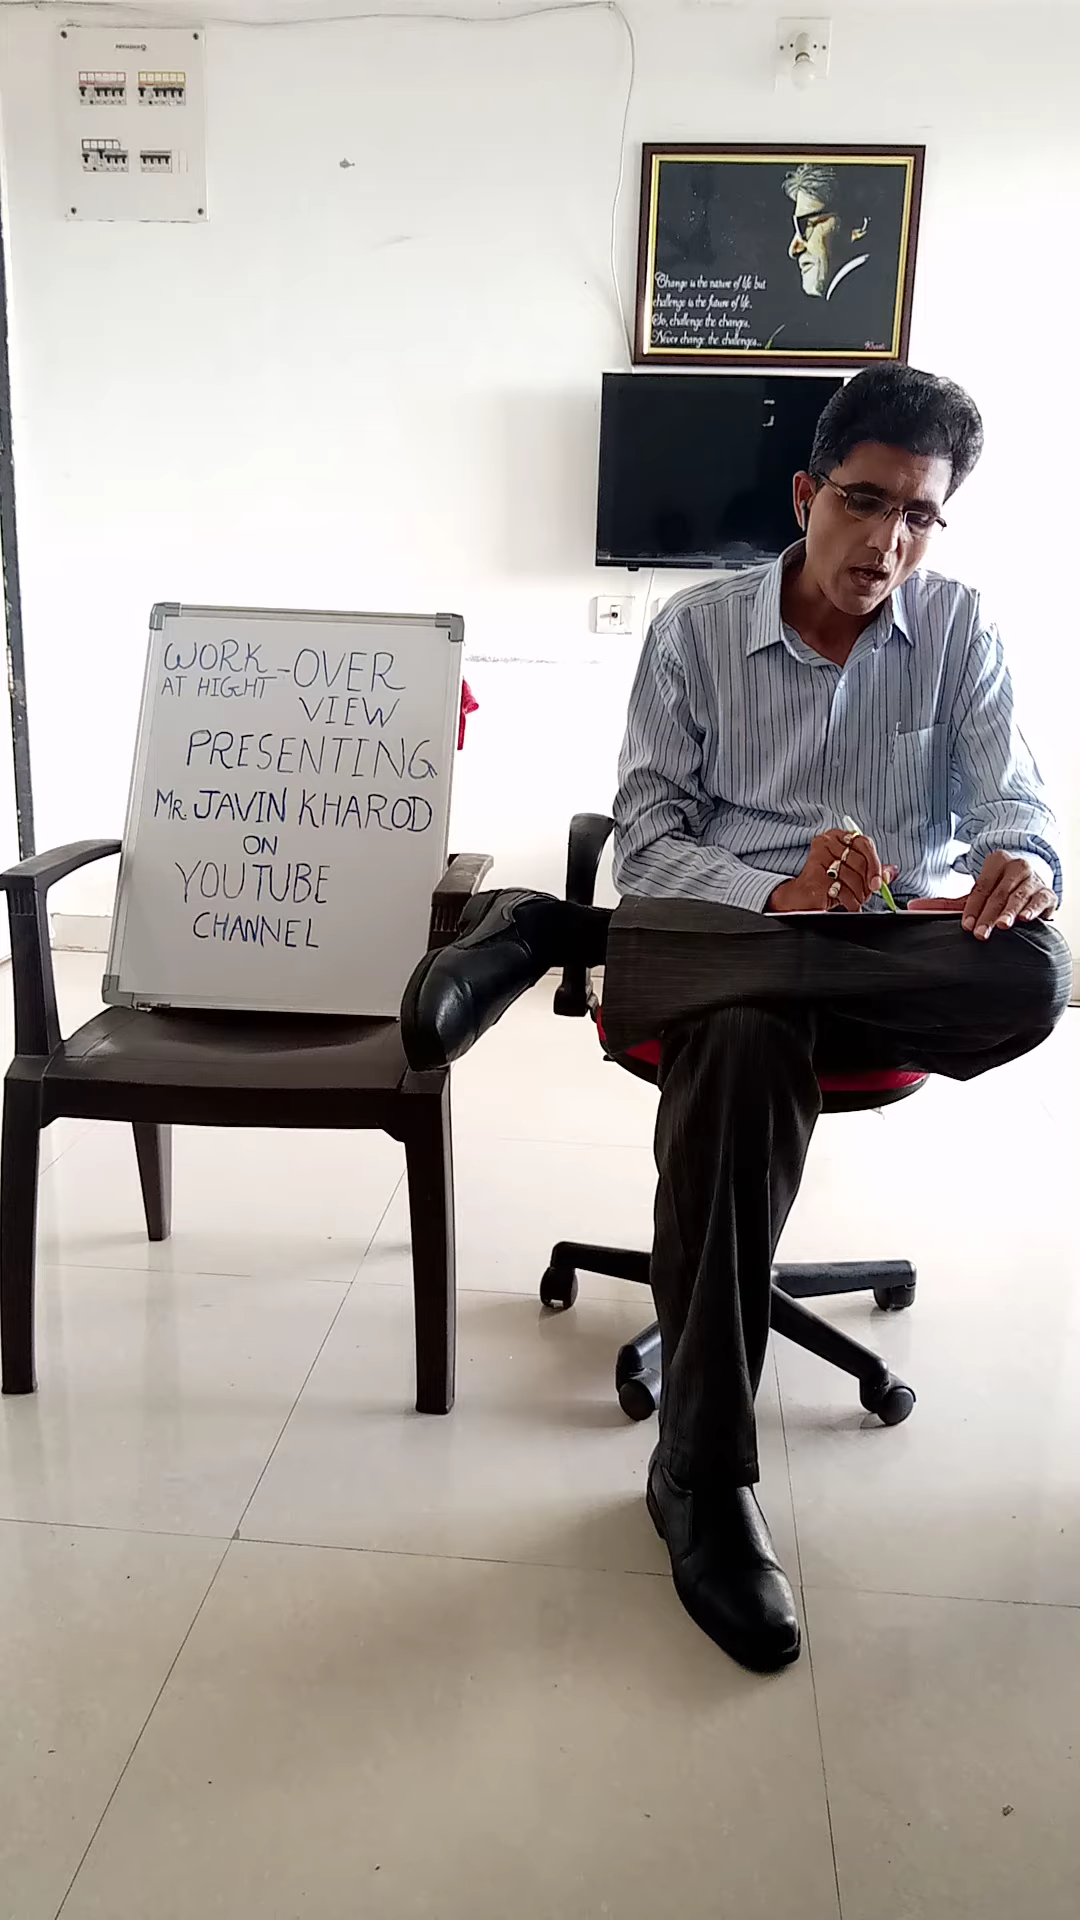 Change is the nature of life but
challenge is the future of life.
So, challenge the changes,
Never change the challenges..
WORK - OVER
AT HIGHT VIEW
PRESENTING
MR. JAVIN KHAROD
ON
YOUTUBE
CHANNEL